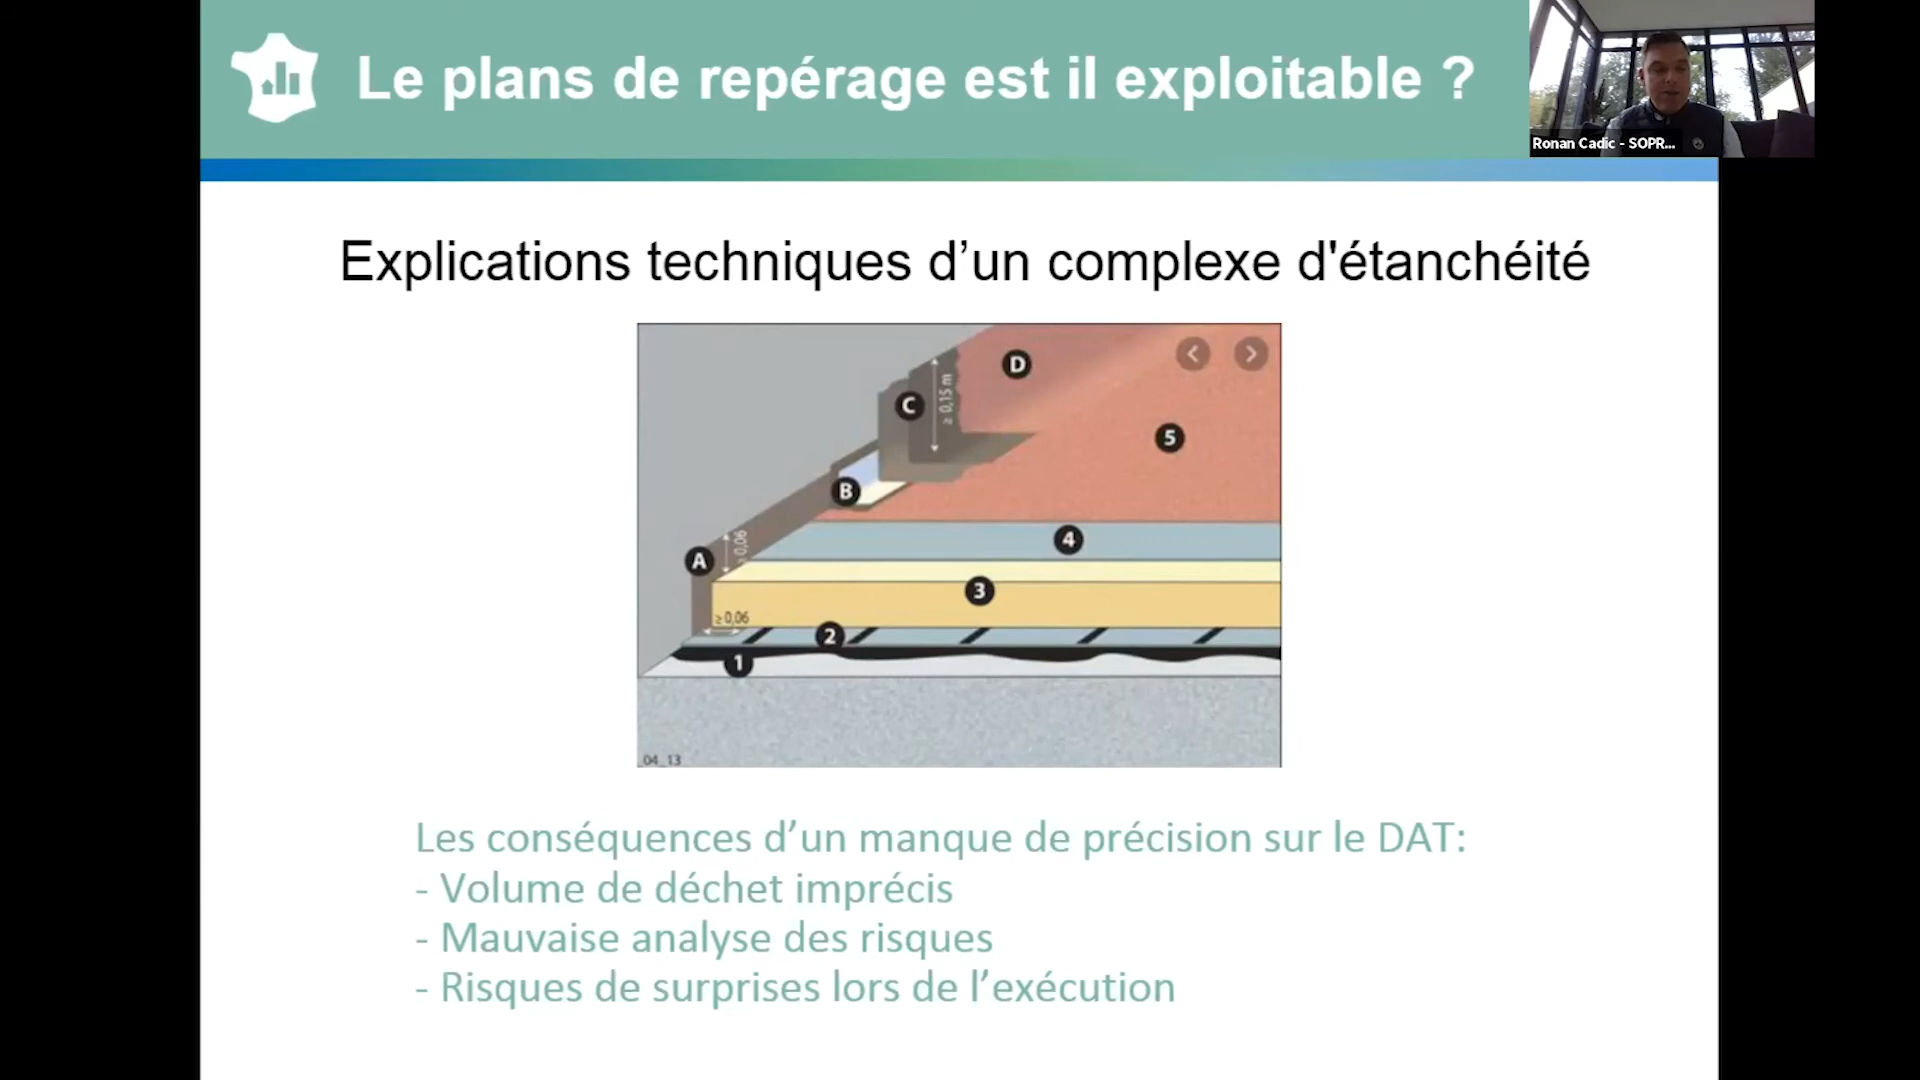 Le plans de repérage est il exploitable ?
Ronan Cadic - SOPR...
Explications techniques d’un complexe d'étanchéité
D
C
≥ 0,15 m
5
B
4
A
≥ 0,06
3
≥ 0,06
2
1
04_13
Les conséquences d’un manque de précision sur le DAT:
- Volume de déchet imprécis
- Mauvaise analyse des risques
- Risques de surprises lors de l’exécution